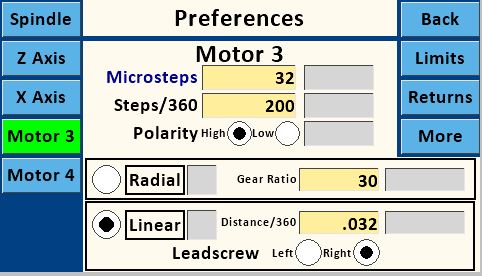 Spindle Preferences Back
Z Axis Motor 3 Limits
X Axis Microsteps 32 Returns
Steps/360 200
Motor 3 Polarity High Low More
Motor 4 Radial Gear Ratio 30
Linear Distance/360 .032
Leadscrew Left Right